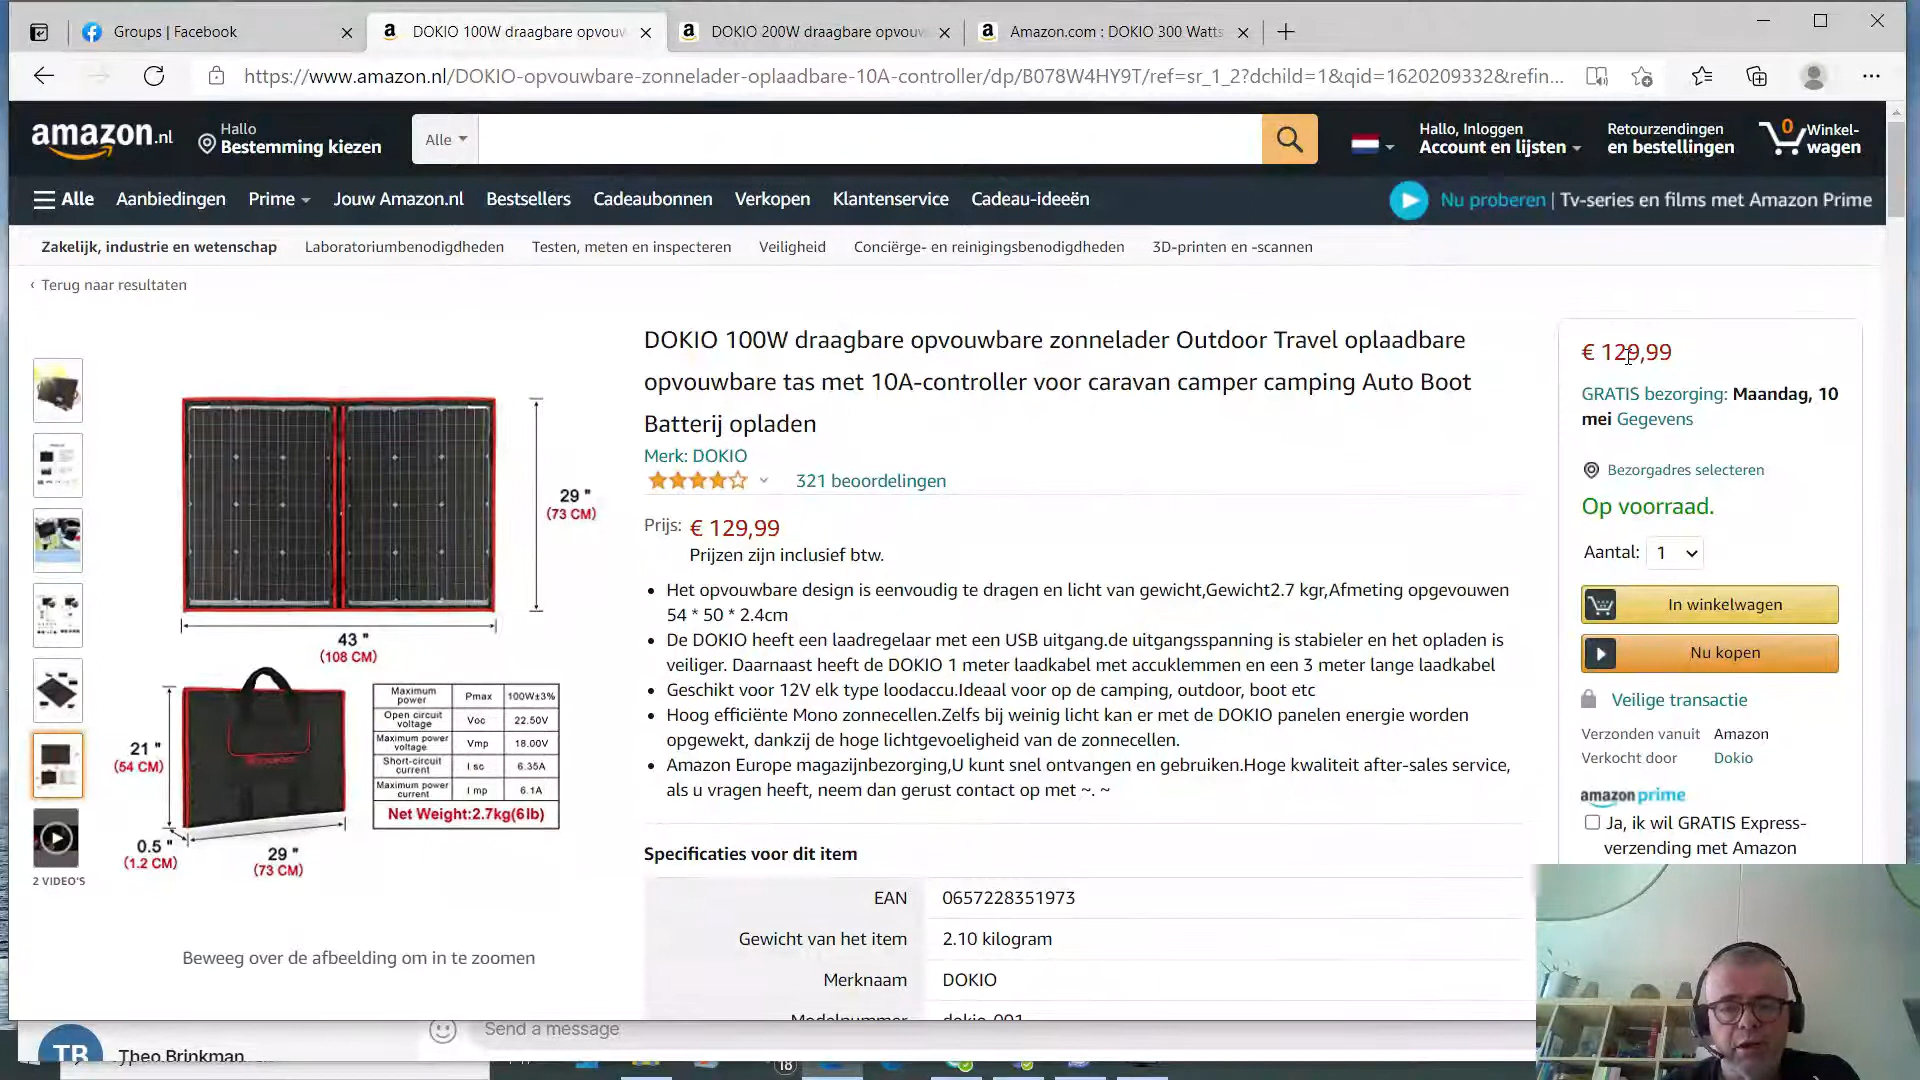 Groups | Facebook
DOKIO 100W draagbare opvouw
DOKIO 200W draagbare opvouw
Amazon.com : DOKIO 300 Watts
https://www.amazon.nl/DOKIO-opvouwbare-zonnelader-oplaadbare-10A-controller/dp/B078W4HY9T/ref=sr_1_2?dchild=1&qid=1620209332&refin...
amazon.nl
Hallo
Bestemming kiezen
Alle
Hallo, Inloggen
Account en lijsten
Retourzendingen
en bestellingen
0
Winkel-
wagen
Alle
Aanbiedingen
Prime
Jouw Amazon.nl
Bestsellers
Cadeaubonnen
Verkopen
Klantenservice
Cadeau-ideeën
Nu proberen | Tv-series en films met Amazon Prime
Zakelijk, industrie en wetenschap
Laboratoriumbenodigdheden
Testen, meten en inspecteren
Veiligheid
Conciërge- en reinigingsbenodigdheden
3D-printen en -scannen
‹ Terug naar resultaten
29 "
(73 CM)
43 "
(108 CM)
21 "
(54 CM)
0.5 "
(1.2 CM)
29 "
(73 CM)
Maximum power Pmax 100W±3%
Open circuit voltage Voc 22.50V
Maximum power voltage Vmp 18.00V
Short-circuit current I sc 6.35A
Maximum power current I mp 6.1A
Net Weight:2.7kg(6lb)
2 VIDEO'S
Beweeg over de afbeelding om in te zoomen
DOKIO 100W draagbare opvouwbare zonnelader Outdoor Travel oplaadbare
opvouwbare tas met 10A-controller voor caravan camper camping Auto Boot
Batterij opladen
Merk: DOKIO
321 beoordelingen
Prijs: € 129,99
Prijzen zijn inclusief btw.
• Het opvouwbare design is eenvoudig te dragen en licht van gewicht,Gewicht2.7 kgr,Afmeting opgevouwen
54 * 50 * 2.4cm
• De DOKIO heeft een laadregelaar met een USB uitgang.de uitgangsspanning is stabieler en het opladen is
veiliger. Daarnaast heeft de DOKIO 1 meter laadkabel met accuklemmen en een 3 meter lange laadkabel
• Geschikt voor 12V elk type loodaccu.Ideaal voor op de camping, outdoor, boot etc
• Hoog efficiënte Mono zonnecellen.Zelfs bij weinig licht kan er met de DOKIO panelen energie worden
opgewekt, dankzij de hoge lichtgevoeligheid van de zonnecellen.
• Amazon Europe magazijnbezorging,U kunt snel ontvangen en gebruiken.Hoge kwaliteit after-sales service,
als u vragen heeft, neem dan gerust contact op met ~. ~
Specificaties voor dit item
EAN 0657228351973
Gewicht van het item 2.10 kilogram
Merknaam DOKIO
Modelnummer dokio-001
€ 129,99
GRATIS bezorging: Maandag, 10
mei Gegevens
Bezorgadres selecteren
Op voorraad.
Aantal: 1
In winkelwagen
Nu kopen
Veilige transactie
Verzonden vanuit Amazon
Verkocht door Dokio
amazon prime
Ja, ik wil GRATIS Express-
verzending met Amazon
TB
Theo Brinkman
Send a message
18